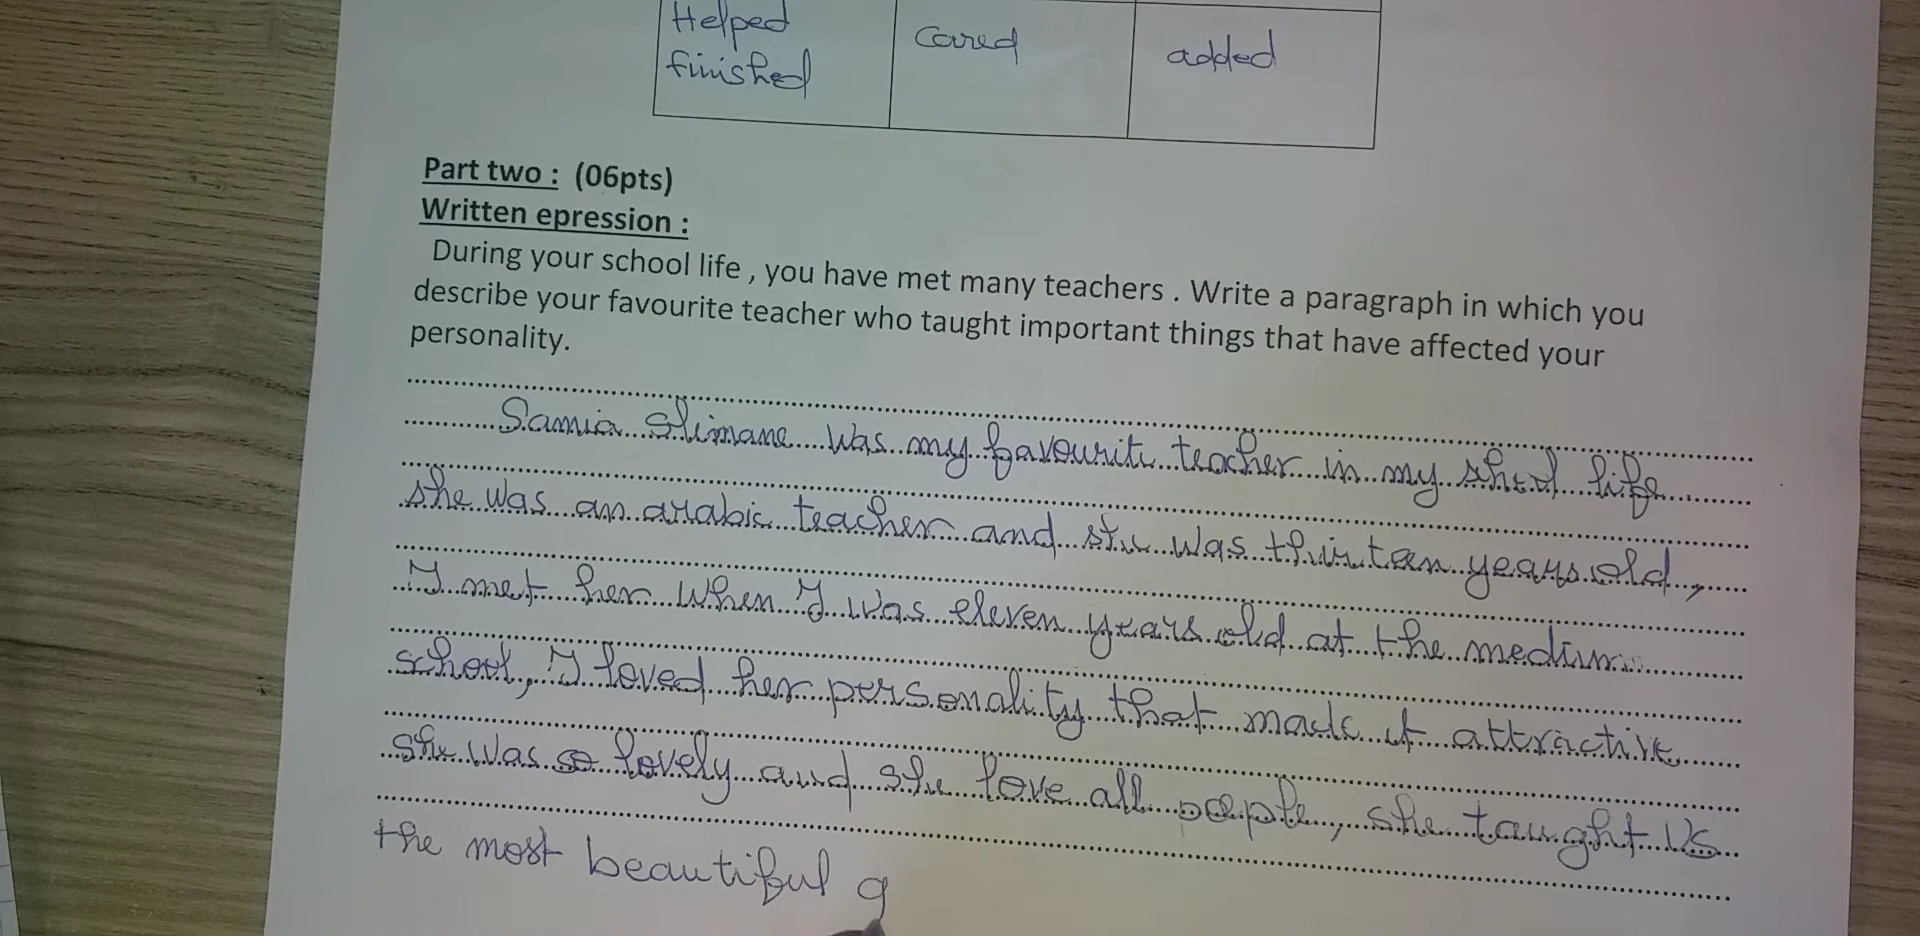 Helped
finished
cared
added
Part two : (06pts)
Written epression :
During your school life , you have met many teachers . Write a paragraph in which you
describe your favourite teacher who taught important things that have affected your
personality.
Samia Slimane was my favourite teacher in my shool life
she was an arabic teacher and she was thirteen years old ,
I met her when I was eleven years old at the medium
school, I loved her personality that made it attractive
she was so lovely and she love all people, she taught us
the most beautiful g